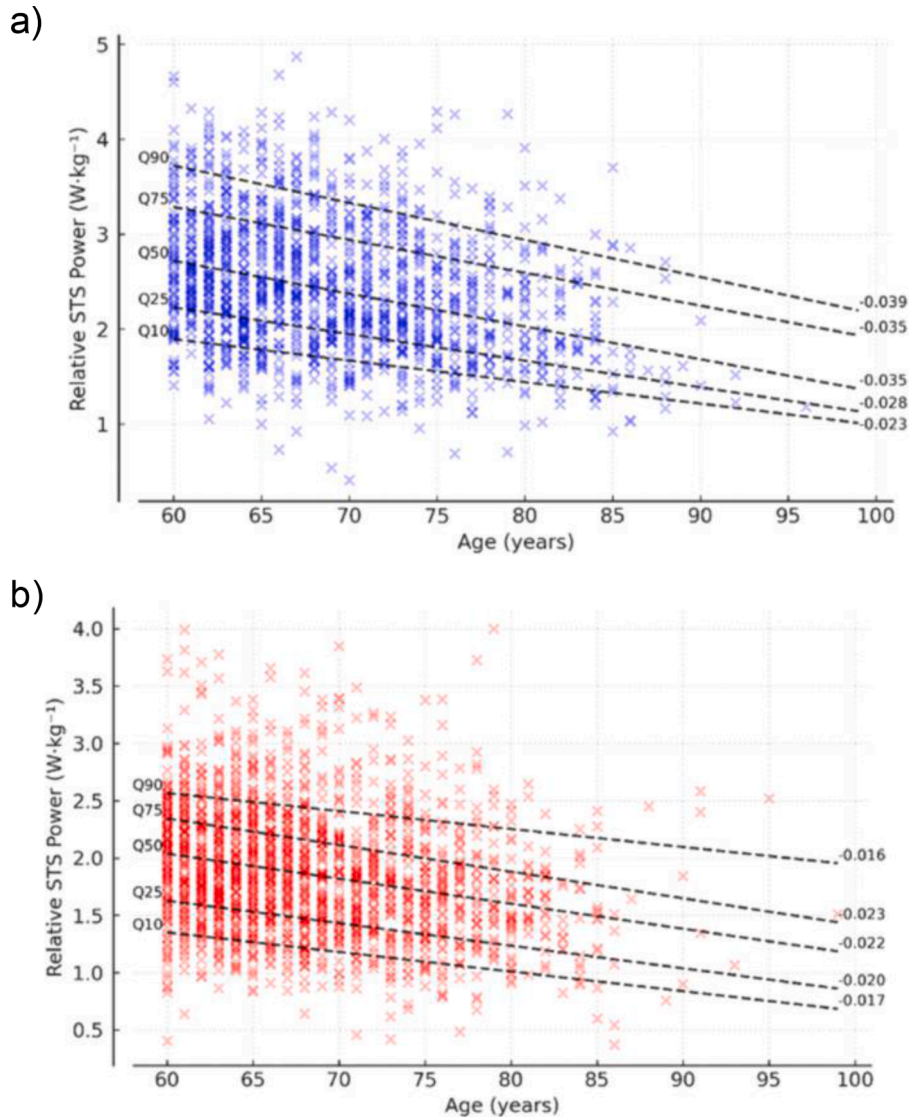 a)
5
4
3
2
1
Relative STS Power (W·kg⁻¹)
Q90
Q75
Q50
Q25
Q10
-0.039
-0.035
-0.035
-0.028
-0.023
60 65 70 75 80 85 90 95 100
Age (years)
b)
4.0
3.5
3.0
2.5
2.0
1.5
1.0
0.5
Relative STS Power (W·kg⁻¹)
Q90
Q75
Q50
Q25
Q10
-0.016
-0.023
-0.022
-0.020
-0.017
60 65 70 75 80 85 90 95 100
Age (years)